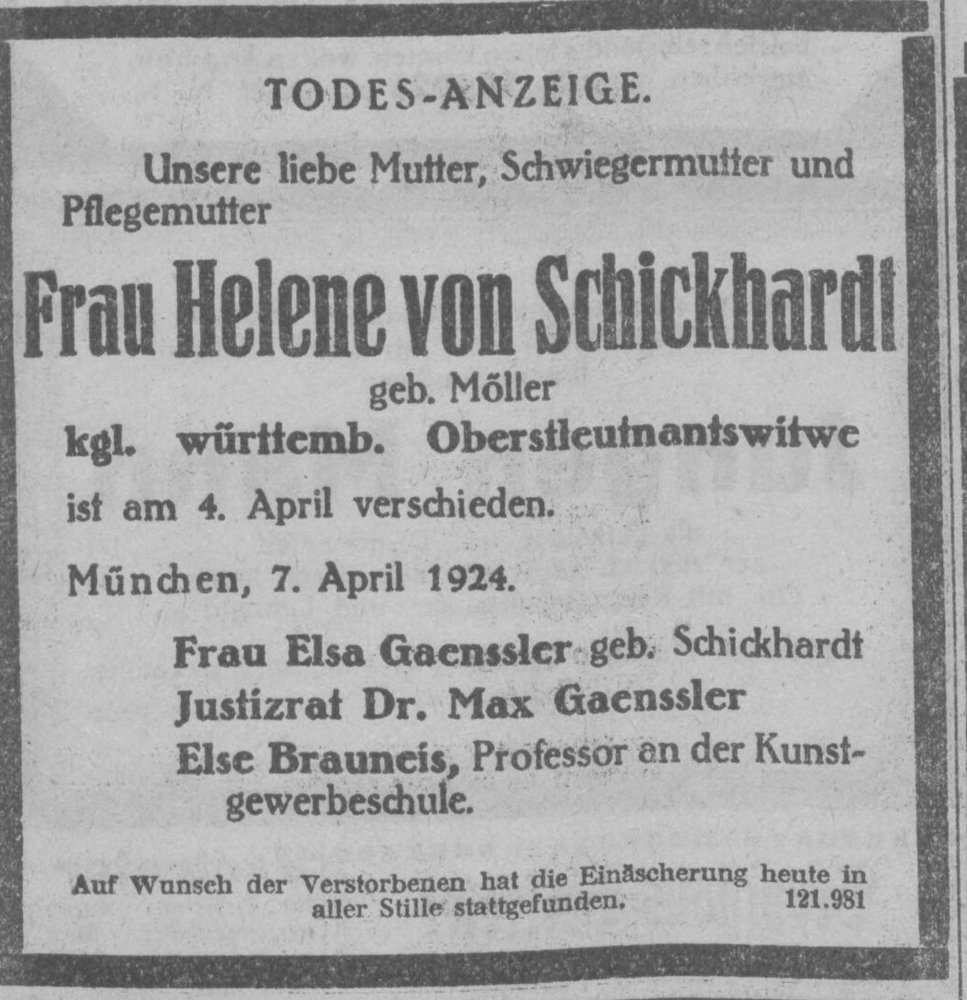 TODES-ANZEIGE.
Unsere liebe Mutter, Schwiegermutter und
Pflegemutter
Frau Helene von Schickhardt
geb. Möller
kgl. württemb. Oberstleutnantswitwe
ist am 4. April verschieden.
München, 7. April 1924.
Frau Elsa Gaenssler geb. Schickhardt
Justizrat Dr. Max Gaenssler
Else Brauneis, Professor an der Kunst-
gewerbeschule.
Auf Wunsch der Verstorbenen hat die Einäscherung heute in
aller Stille stattgefunden. 121.981